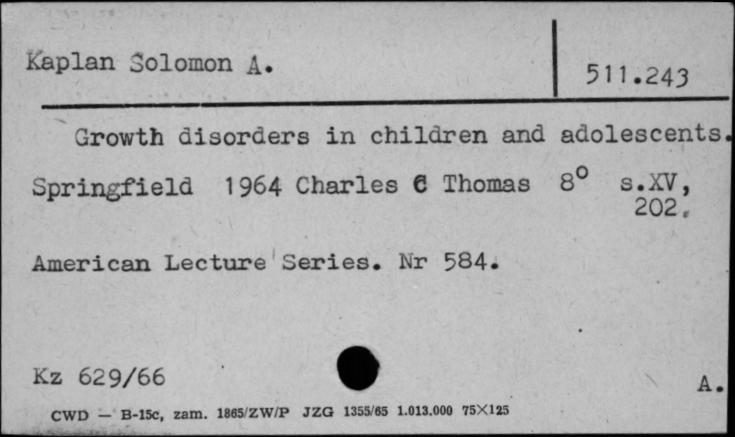 Kaplan Solomon A.
511.243
Growth disorders in children and adolescents.
Springfield 1964 Charles C Thomas 8° s.XV,
202.
American Lecture Series. Nr 584.
Kz 629/66
A.
CWD — B-15c, zam. 1865/ZW/P JZG 1355/65 1.013.000 75X125